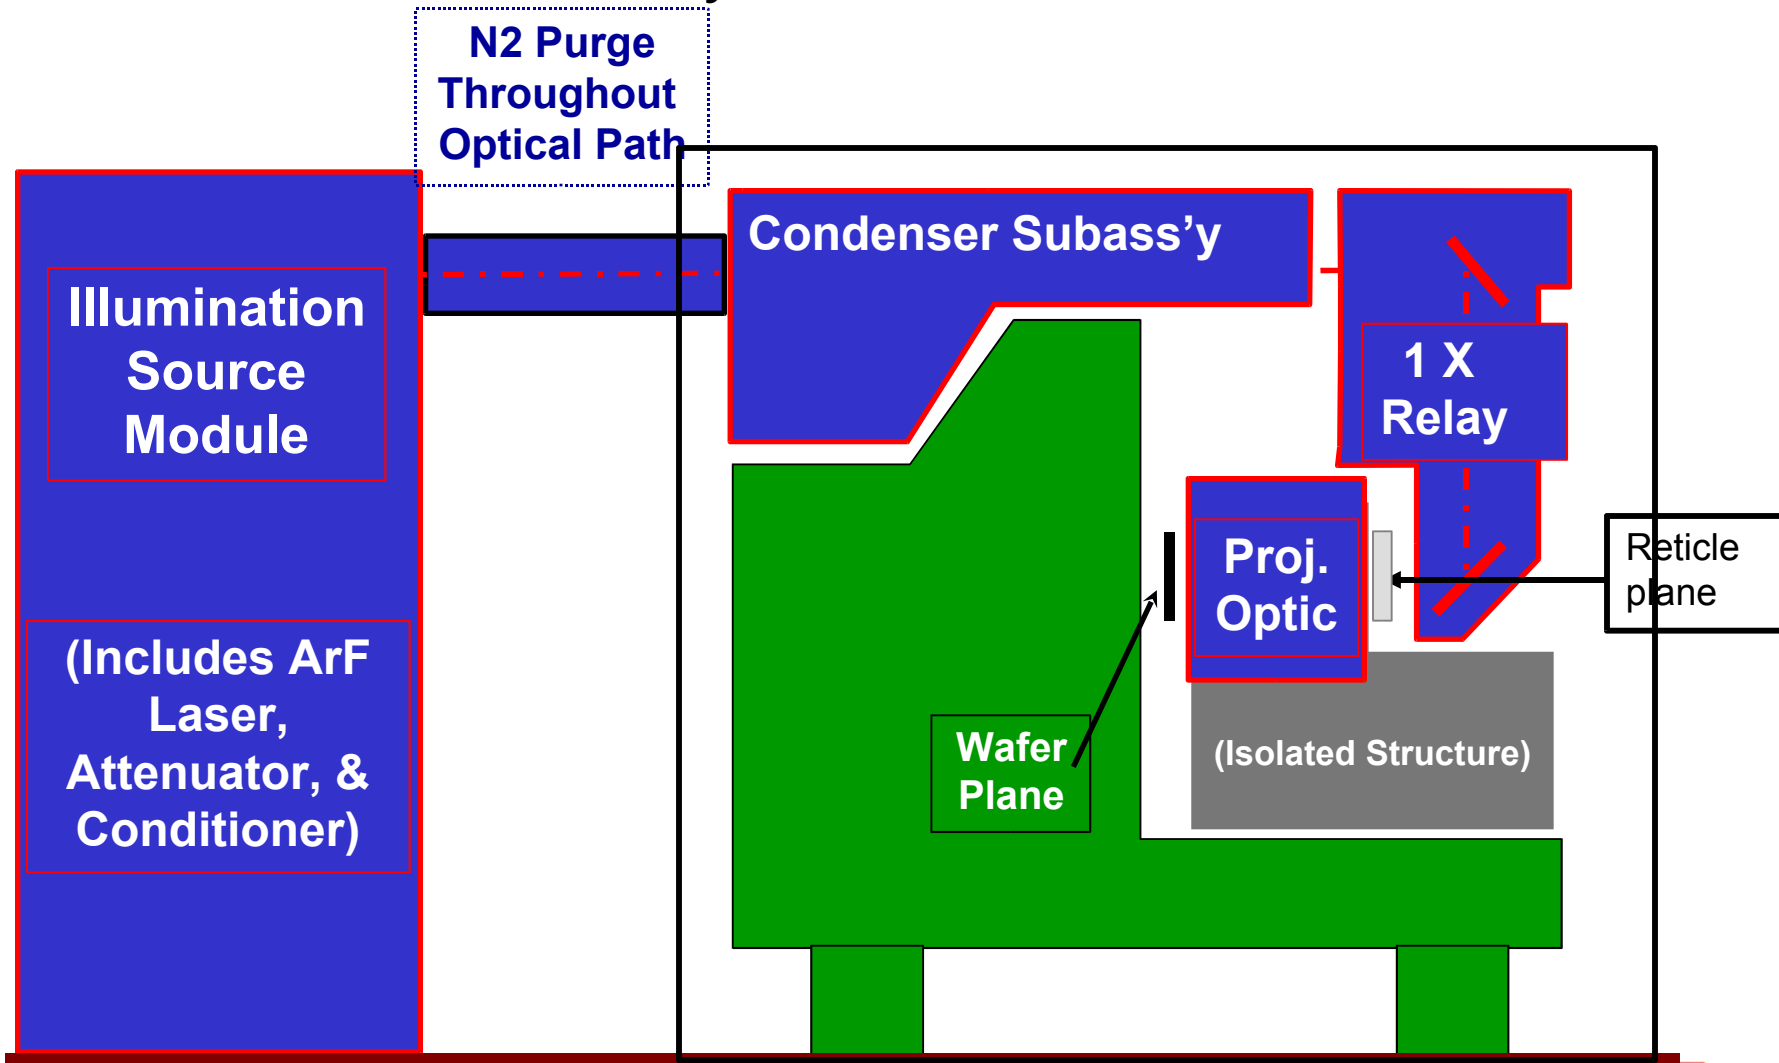 N2 Purge
Throughout
Optical Path
Condenser Subass’y
Illumination
Source
Module
1 X
Relay
Proj.
Optic
Reticle
plane
(Includes ArF
Laser,
Attenuator, &
Conditioner)
Wafer
Plane
(Isolated Structure)